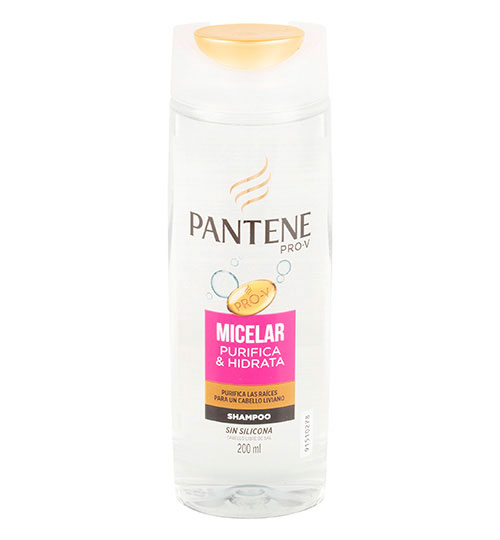 PANTENE
PRO-V
PRO-V
MICELAR
PURIFICA
& HIDRATA
PURIFICA LAS RAÍCES
PARA UN CABELLO LIVIANO
SHAMPOO
SIN SILICONA
200 ml